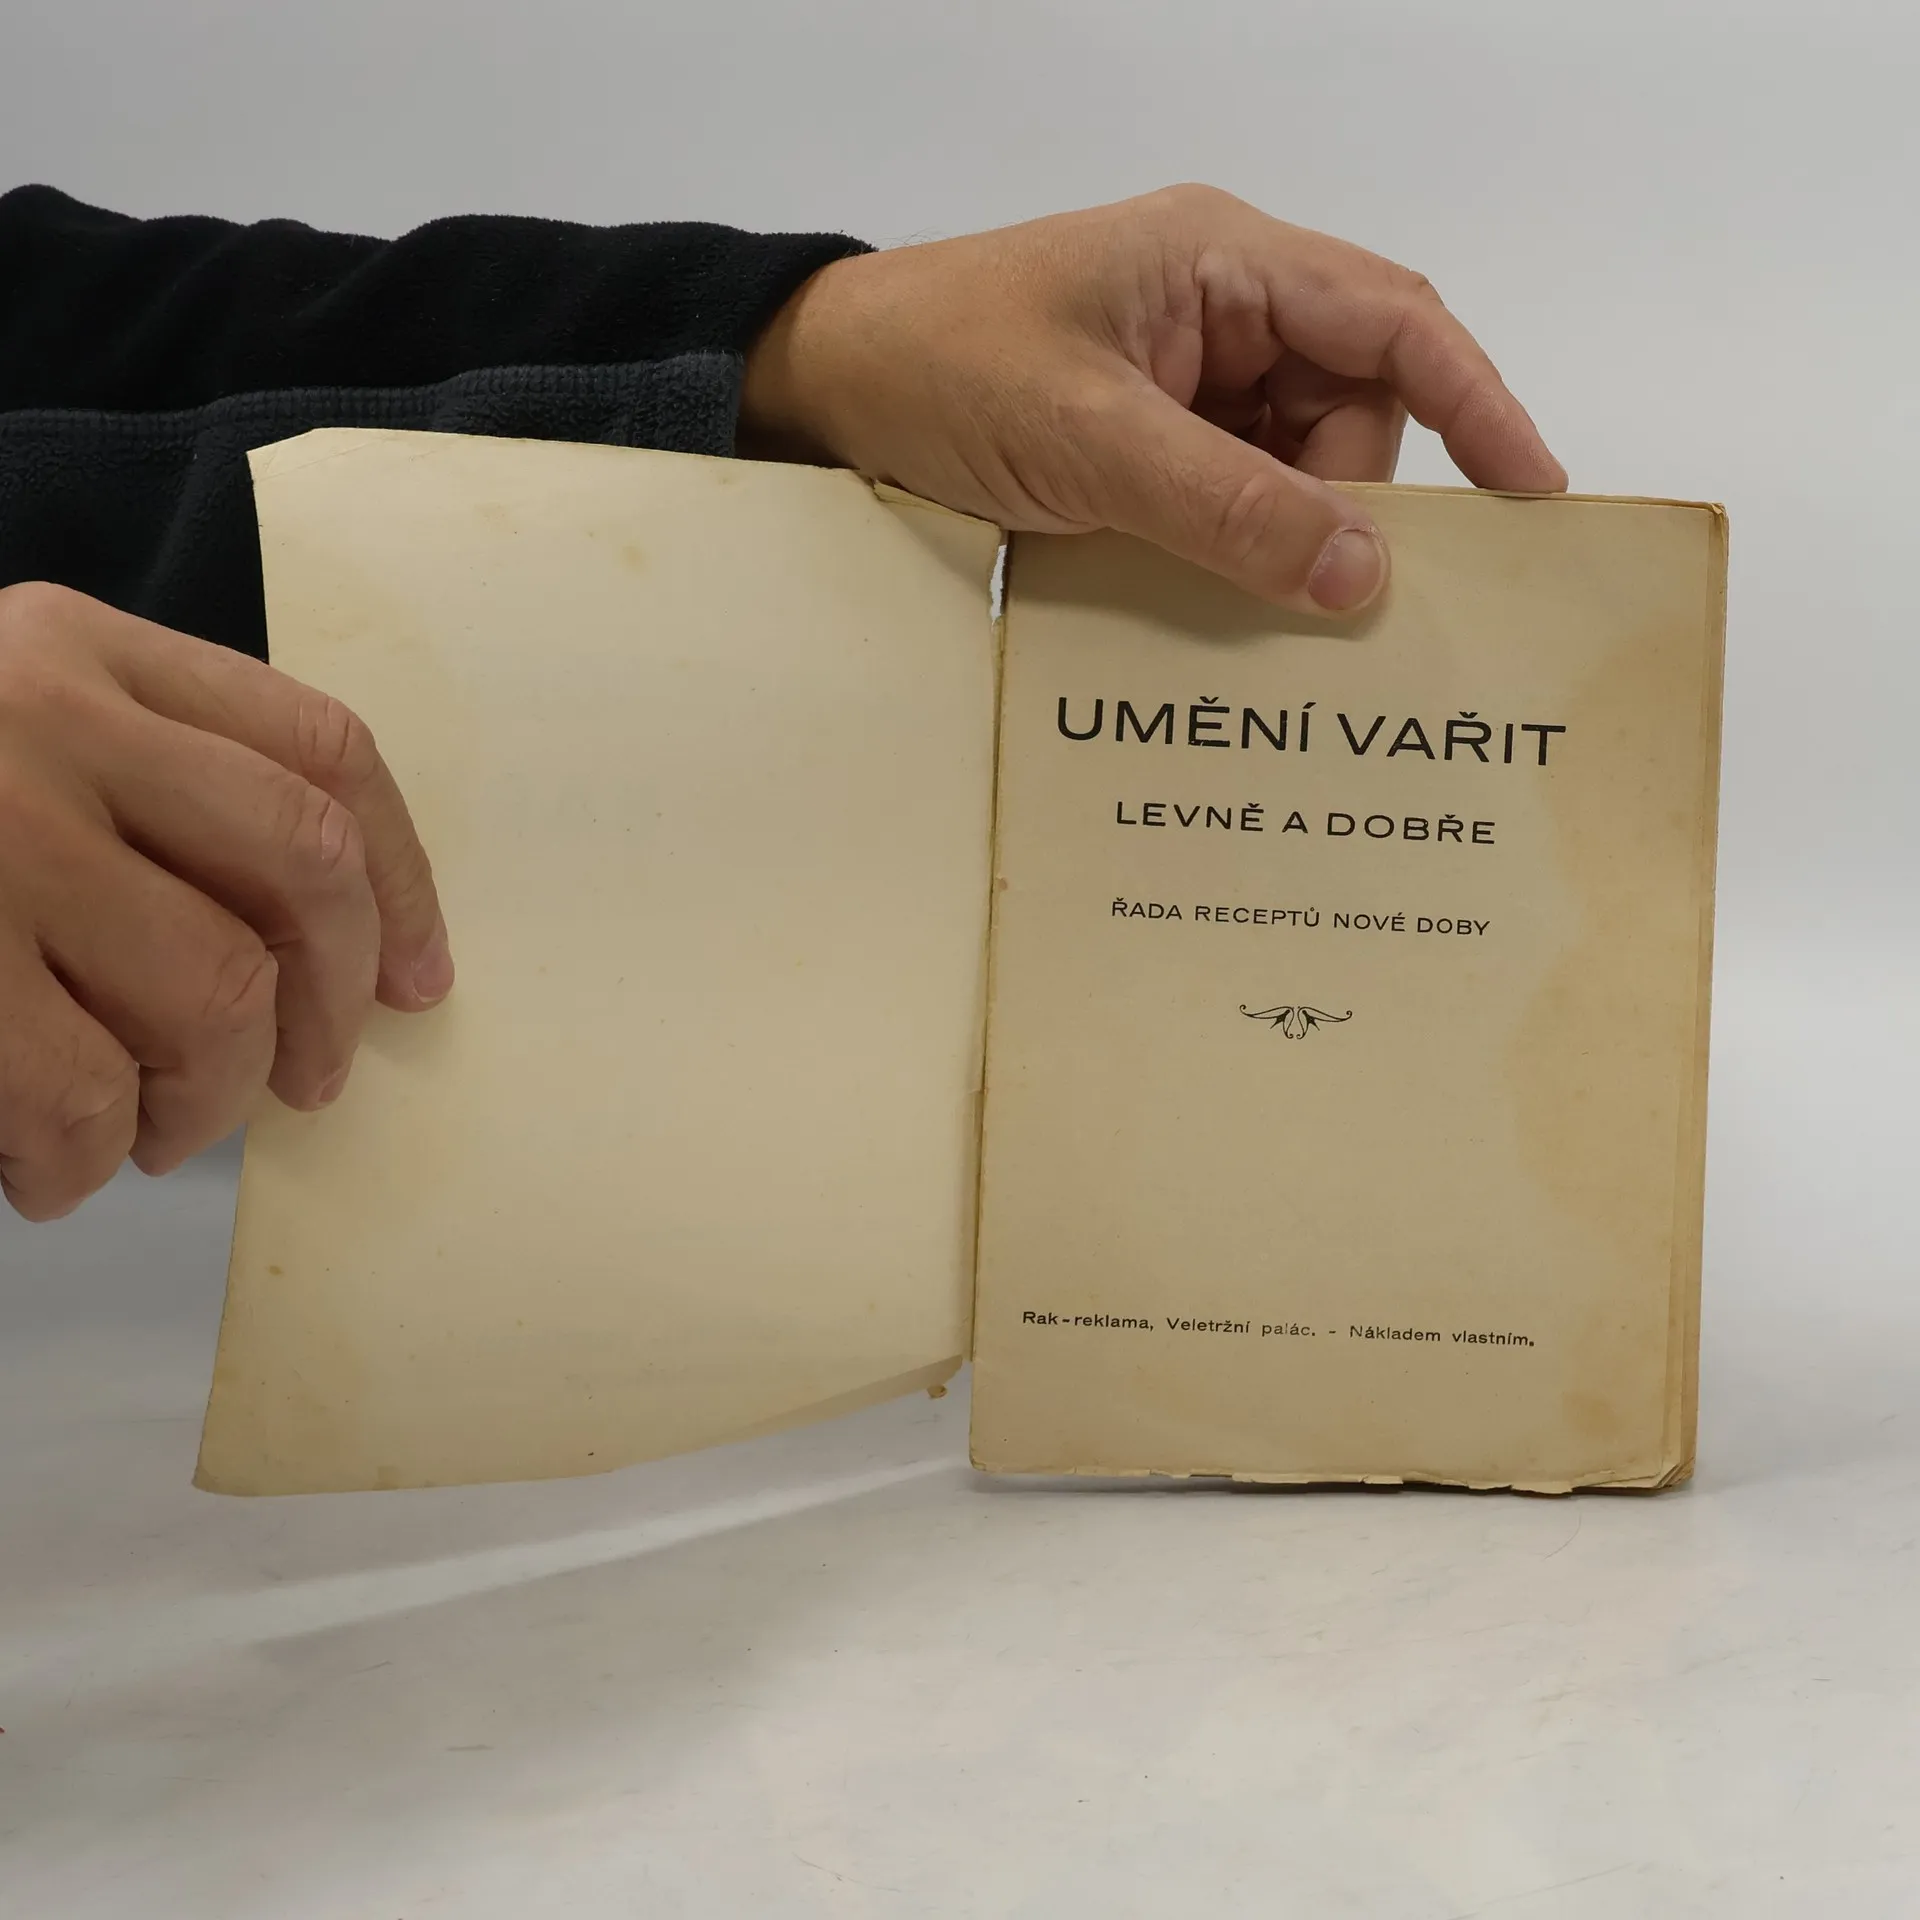 UMĚNÍ VAŘIT
LEVNĚ A DOBŘE
ŘADA RECEPTŮ NOVÉ DOBY
Rak-reklama, Veletržní palác. - Nákladem vlastním.